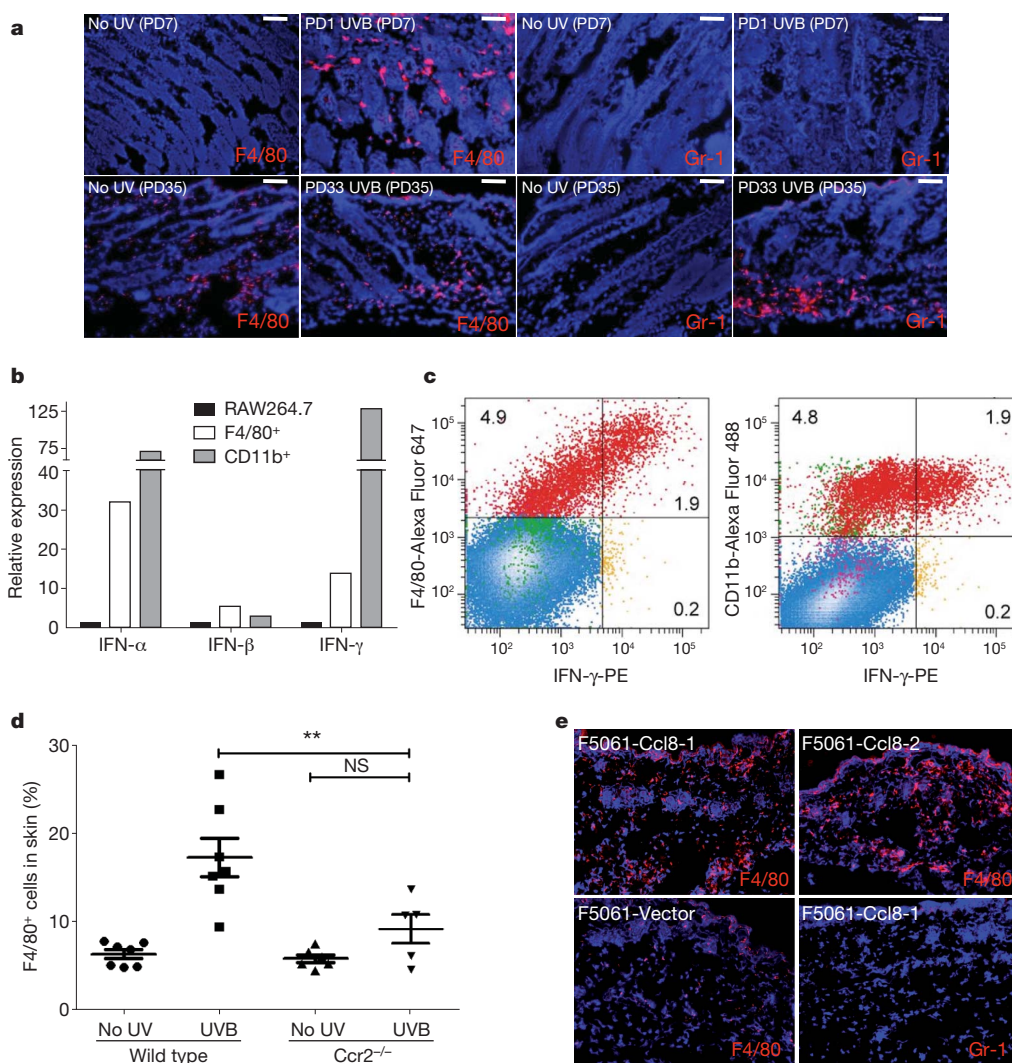 a
No UV (PD7)
F4/80
PD1 UVB (PD7)
F4/80
No UV (PD7)
Gr-1
PD1 UVB (PD7)
Gr-1
No UV (PD35)
F4/80
PD33 UVB (PD35)
F4/80
No UV (PD35)
Gr-1
PD33 UVB (PD35)
Gr-1
b
Relative expression
125
75
40
30
20
10
0
RAW264.7
F4/80⁺
CD11b⁺
IFN-α
IFN-β
IFN-γ
c
F4/80-Alexa Fluor 647
10⁵
10⁴
10³
10²
4.9
1.9
0.2
10² 10³ 10⁴ 10⁵
IFN-γ-PE
CD11b-Alexa Fluor 488
10⁵
10⁴
10³
10²
4.8
1.9
0.2
10² 10³ 10⁴ 10⁵
IFN-γ-PE
d
F4/80⁺ cells in skin (%)
30
20
10
0
**
NS
No UV UVB No UV UVB
Wild type Ccr2⁻/⁻
e
F5061-Ccl8-1
F4/80
F5061-Ccl8-2
F4/80
F5061-Vector
F4/80
F5061-Ccl8-1
Gr-1